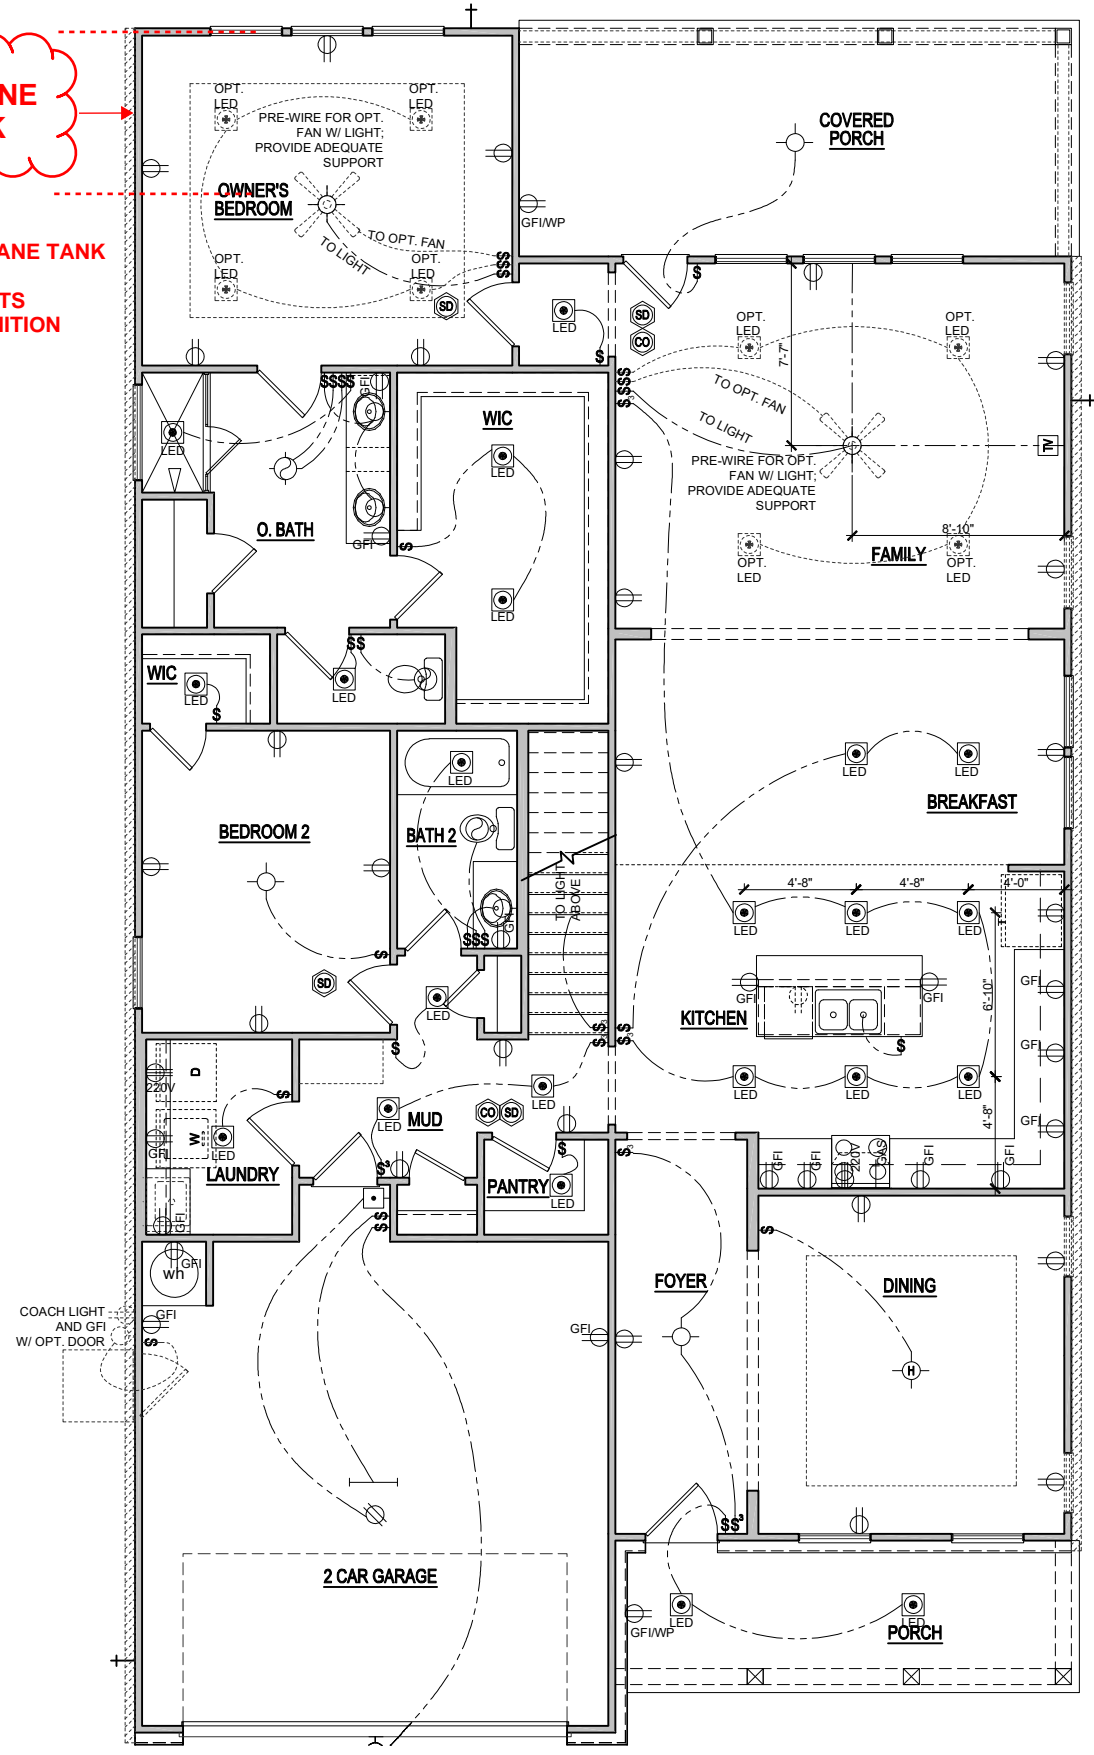 NE
K
ANE TANK
TS
NITION
OPT.
LED
OPT.
LED
PRE-WIRE FOR OPT.
FAN W/ LIGHT;
PROVIDE ADEQUATE
SUPPORT
OWNER'S
BEDROOM
TO OPT. FAN
TO LIGHT
OPT.
LED
OPT.
LED
SD
COVERED
PORCH
GFI/WP
$
$$$
LED
$
SD
CO
OPT.
LED
OPT.
LED
7'-7"
TO OPT. FAN
TO LIGHT
PRE-WIRE FOR OPT.
FAN W/ LIGHT;
PROVIDE ADEQUATE
SUPPORT
TV
8'-10"
FAMILY
OPT.
LED
OPT.
LED
$$$$
GFI
LED
O. BATH
GFI
WIC
LED
$
LED
WIC
LED
$
$$
LED
BEDROOM 2
$
SD
LED
BATH 2
GFI
$$$
LED
$
TO LIGHT
ABOVE
LED
LED
BREAKFAST
4'-8"
4'-8"
4'-0"
LED
LED
LED
GFI
GFI
KITCHEN
$
6'-10"
GFI
GFI
GFI
LED
LED
LED
4'-8"
GFI
GFI
220V
GAS
GFI
GFI
D
220V
W
GFI
LED
$
LAUNDRY
GFI
LED
MUD
CO
SD
LED
$3
$
PANTRY
LED
wh
GFI
GFI
COACH LIGHT
AND GFI
W/ OPT. DOOR
$
GFI
2 CAR GARAGE
FOYER
$3
$
DINING
H
$$3
LED
LED
GFI/WP
PORCH